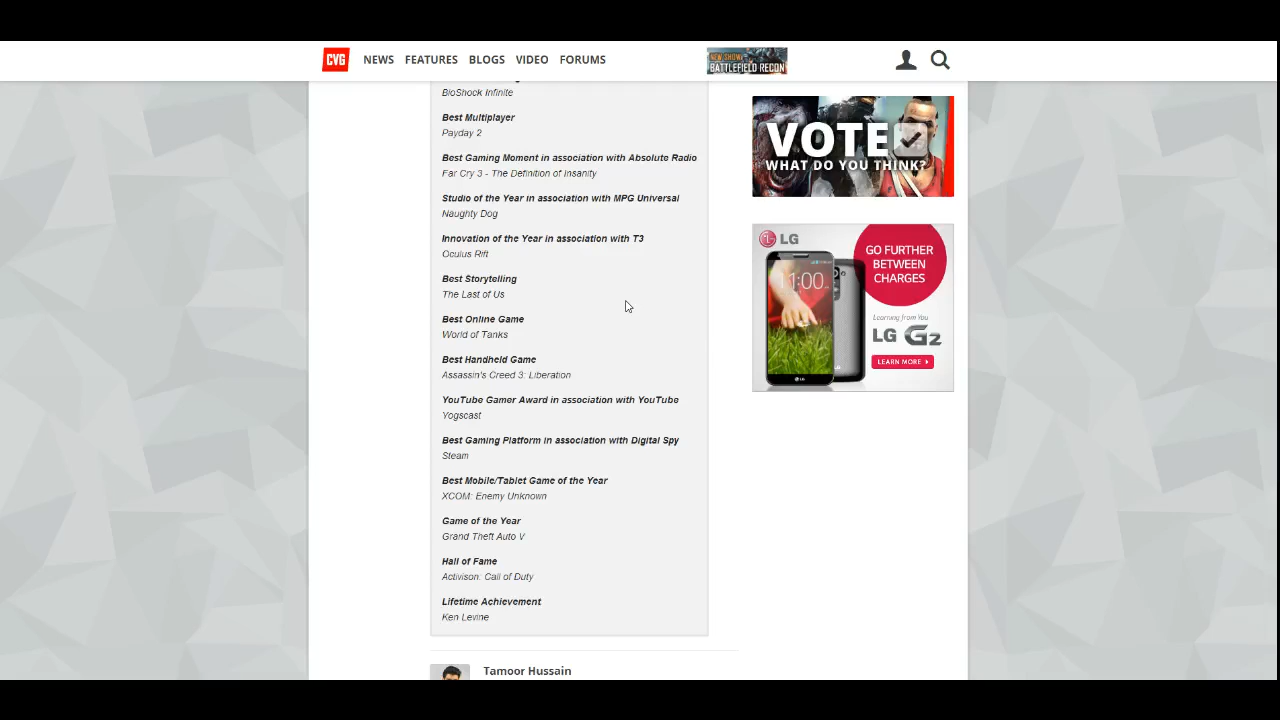 CVG NEWS FEATURES BLOGS VIDEO FORUMS
NEW SHOW:
BATTLEFIELD RECON
BioShock Infinite
Best Multiplayer
Payday 2
Best Gaming Moment in association with Absolute Radio
Far Cry 3 - The Definition of Insanity
Studio of the Year in association with MPG Universal
Naughty Dog
Innovation of the Year in association with T3
Oculus Rift
Best Storytelling
The Last of Us
Best Online Game
World of Tanks
Best Handheld Game
Assassin's Creed 3: Liberation
YouTube Gamer Award in association with YouTube
Yogscast
Best Gaming Platform in association with Digital Spy
Steam
Best Mobile/Tablet Game of the Year
XCOM: Enemy Unknown
Game of the Year
Grand Theft Auto V
Hall of Fame
Activison: Call of Duty
Lifetime Achievement
Ken Levine
Tamoor Hussain
VOTE
WHAT DO YOU THINK?
LG
GO FURTHER
BETWEEN
CHARGES
11:00
Learning from You
LG G2
LEARN MORE
LG